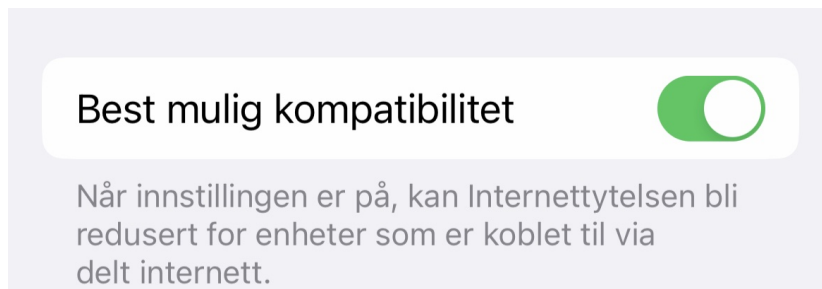 Best mulig kompatibilitet
Når innstillingen er på, kan Internettytelsen bli
redusert for enheter som er koblet til via
delt internett.